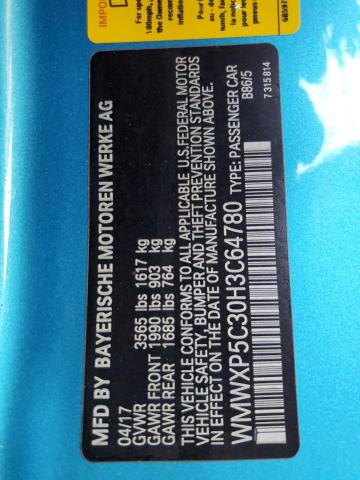 MFD BY BAYERISCHE MOTOREN WERKE AG
04/17
GVWR 3565 lbs 1617 kg
GAWR FRONT 1990 lbs 903 kg
GAWR REAR 1685 lbs 764 kg
THIS VEHICLE CONFORMS TO ALL APPLICABLE U.S. FEDERAL MOTOR
VEHICLE SAFETY, BUMPER AND THEFT PREVENTION STANDARDS
IN EFFECT ON THE DATE OF MANUFACTURE SHOWN ABOVE.
WMWXP5C30H3C64780 TYPE: PASSENGER CAR
B86/5
7 315 814